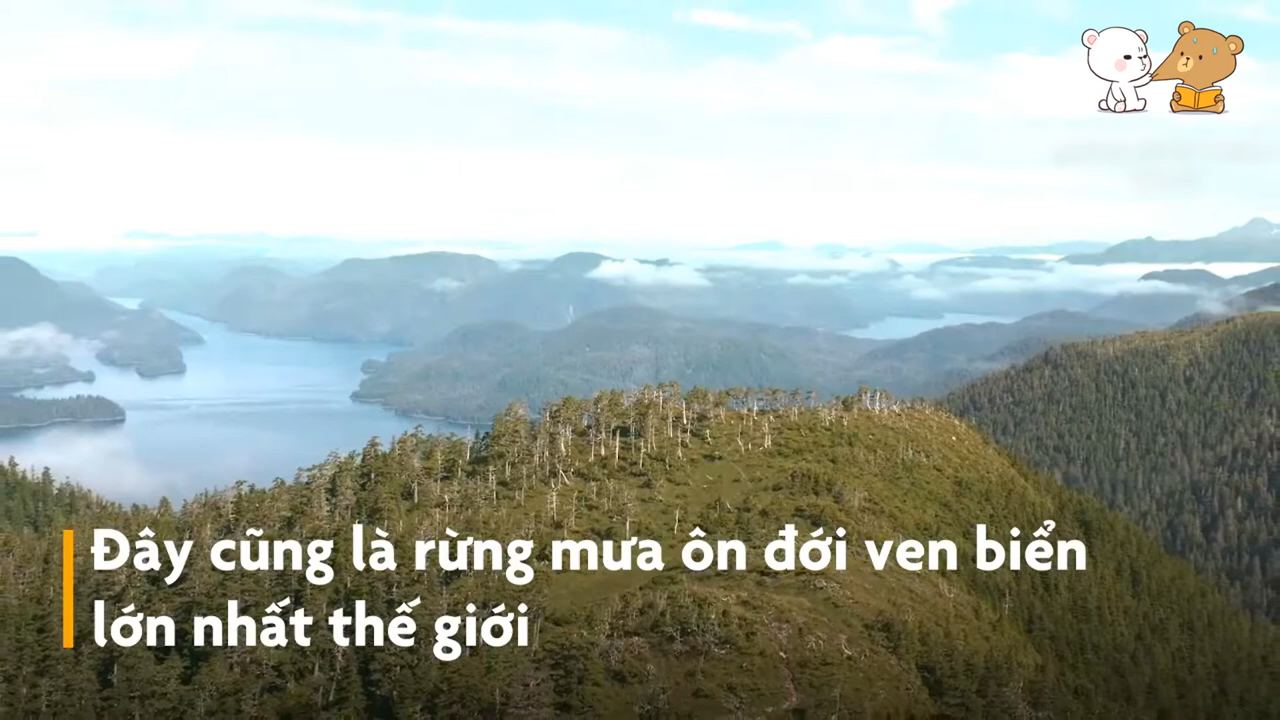 Đây cũng là rừng mưa ôn đới ven biển
lớn nhất thế giới